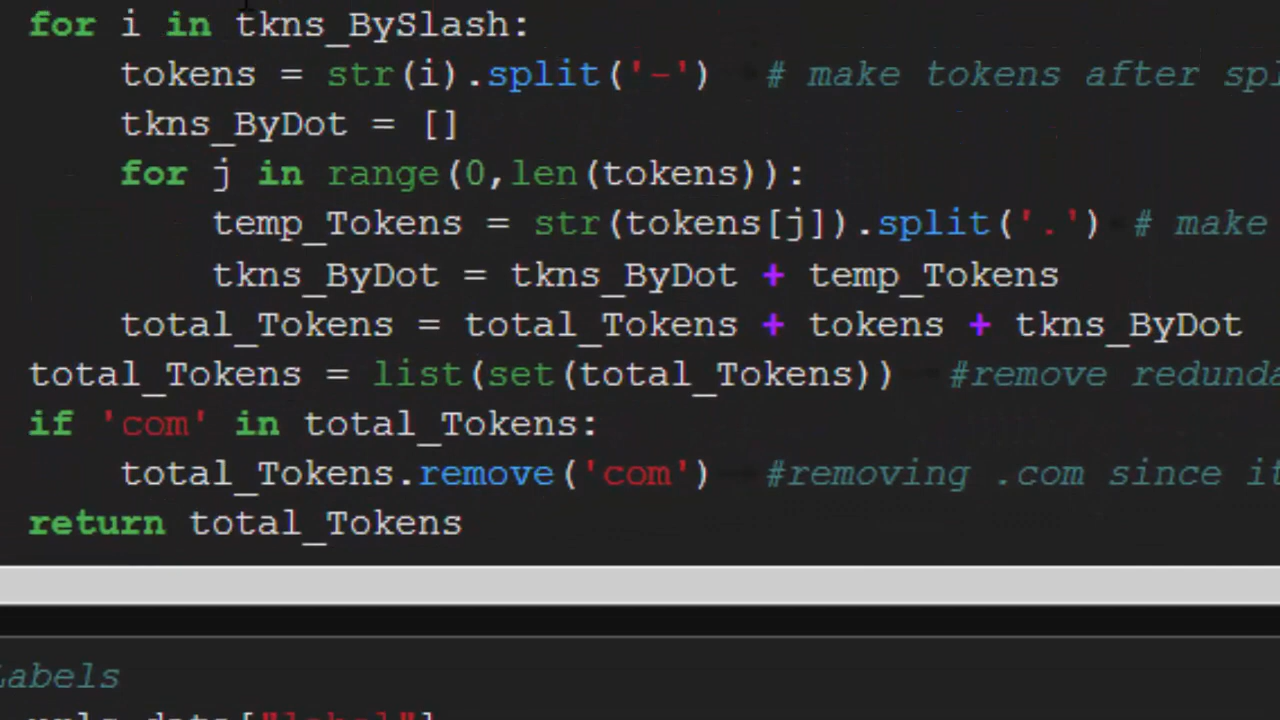 for i in tkns_BySlash:
tokens = str(i).split('-') # make tokens after spl
tkns_ByDot = []
for j in range(0,len(tokens)):
temp_Tokens = str(tokens[j]).split('.') # make
tkns_ByDot = tkns_ByDot + temp_Tokens
total_Tokens = total_Tokens + tokens + tkns_ByDot
total_Tokens = list(set(total_Tokens)) #remove redunda
if 'com' in total_Tokens:
total_Tokens.remove('com') #removing .com since it
return total_Tokens
Labels
urls_data["label"]